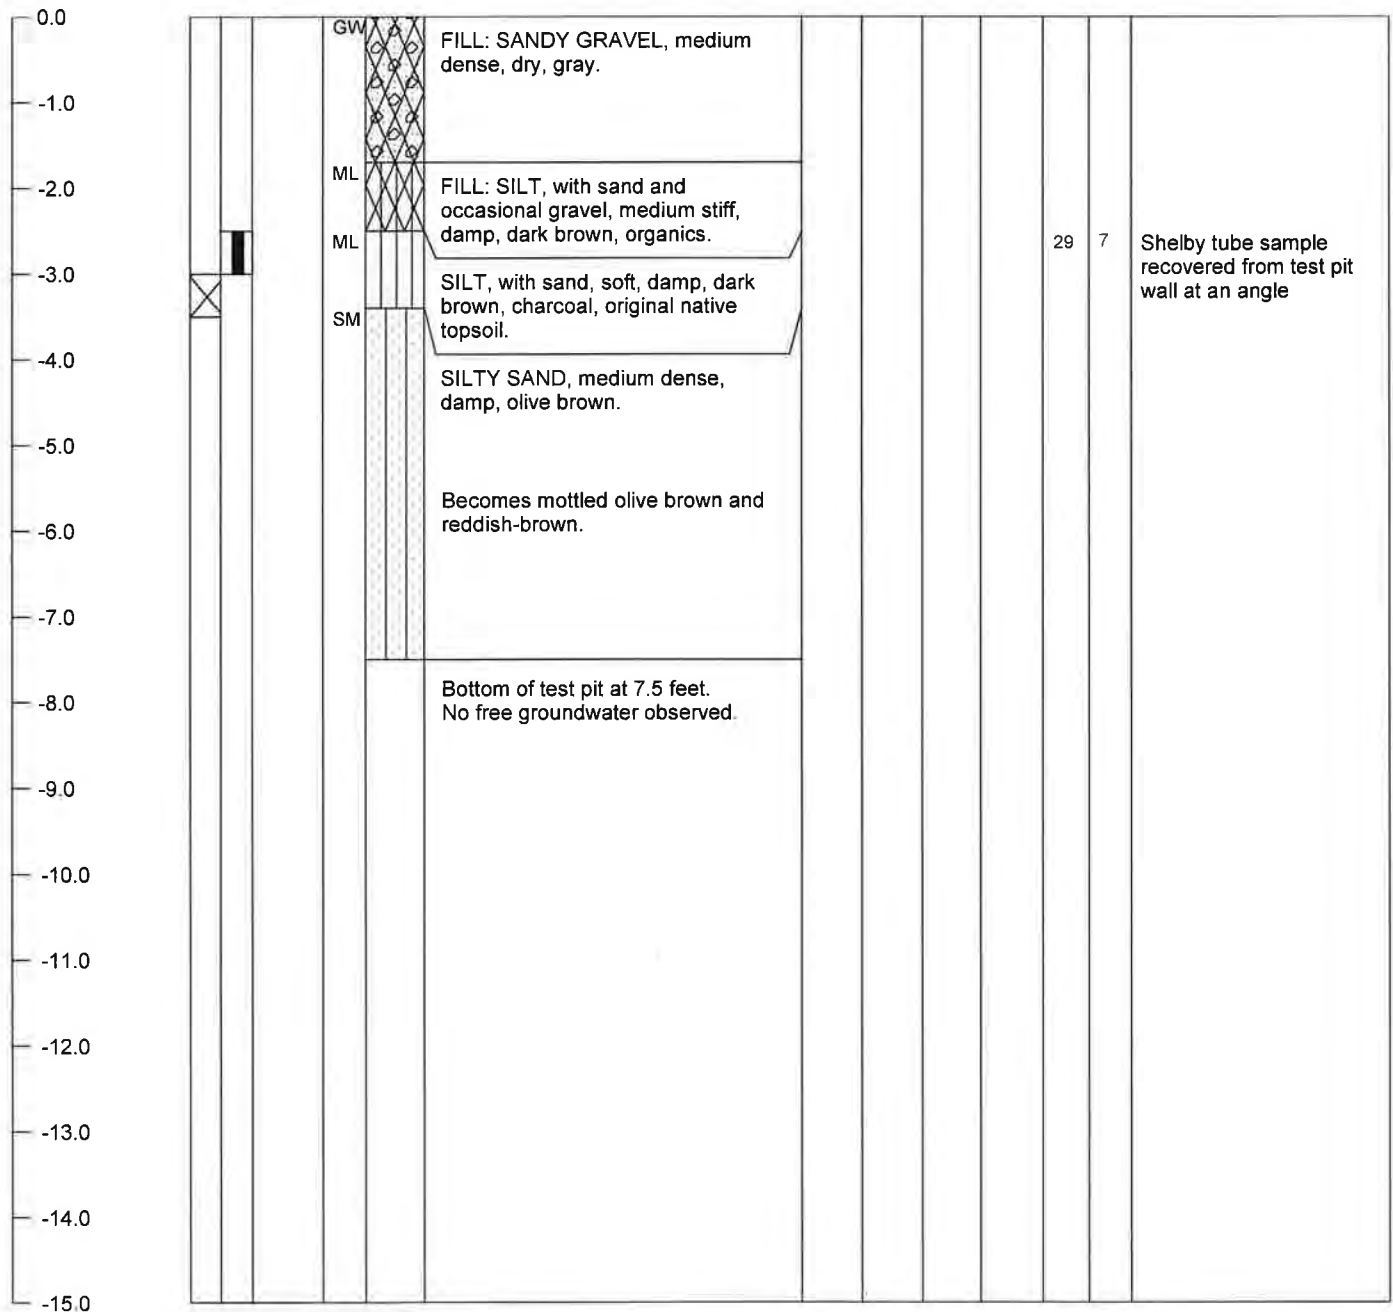 0.0
GW
FILL: SANDY GRAVEL, medium
dense, dry, gray.
-1.0
ML
-2.0
FILL: SILT, with sand and
occasional gravel, medium stiff,
damp, dark brown, organics.
ML
29 7
Shelby tube sample
recovered from test pit
wall at an angle
-3.0
SILT, with sand, soft, damp, dark
brown, charcoal, original native
topsoil.
SM
-4.0
SILTY SAND, medium dense,
damp, olive brown.
-5.0
Becomes mottled olive brown and
reddish-brown.
-6.0
-7.0
Bottom of test pit at 7.5 feet.
No free groundwater observed.
-8.0
-9.0
-10.0
-11.0
-12.0
-13.0
-14.0
-15.0